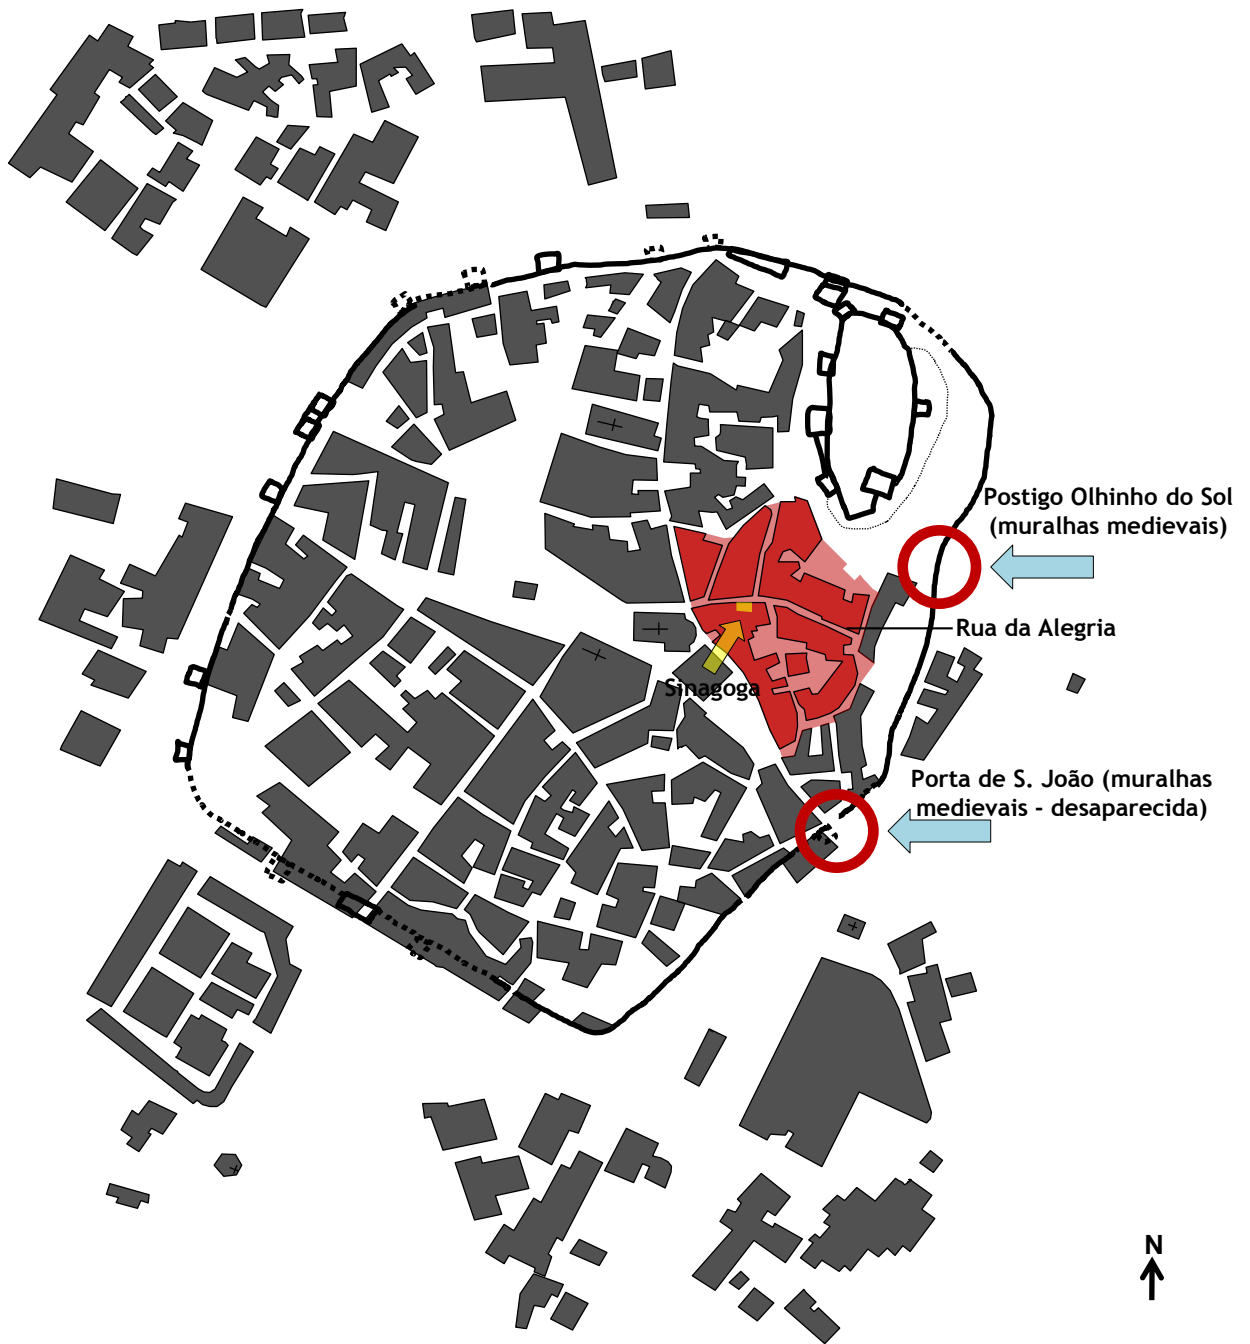 Postigo Olhinho do Sol
(muralhas medievais)
Rua da Alegria
Sinagoga
Porta de S. João (muralhas
medievais - desaparecida)
N